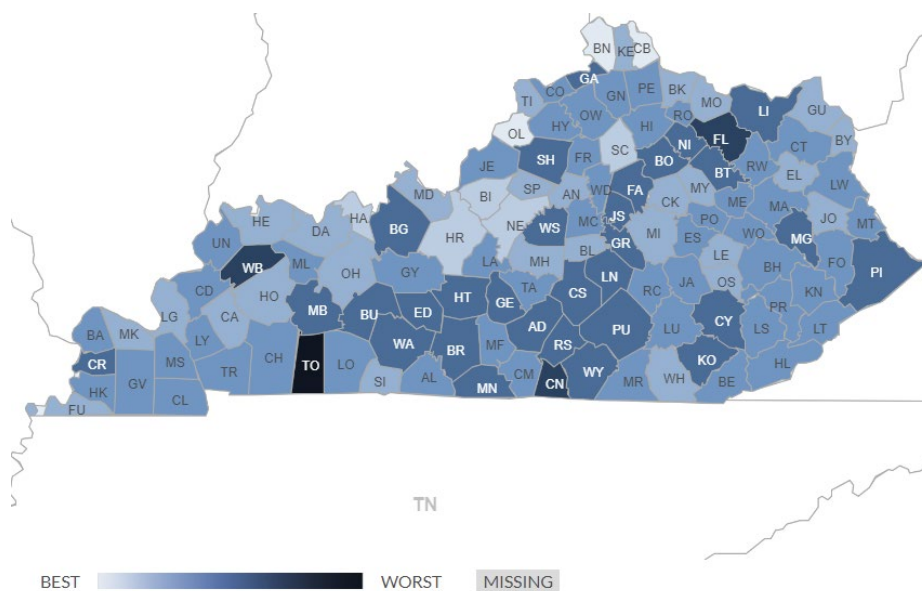 BN KE CB
GA
TI CO GN PE BK MO GU
OL HY OW HI RO LI
JE SH FR SC NI FL CT BY
BO BT RW EL LW
MD BI SP AN WD FA CK MY ME MA
HE HA BG NE WS MC JS PO JO MT
UN DA HR GR MI ES WO MG
WB ML LA MH BL LE BH FO PI
CD OH GY TA LN RC JA OS KN
LG HO MB HT GE CS PR
BA MK CA BU ED AD PU LU CY LS LT
LY WA BR MF RS
CR MS CH TO LO WY KO HL
HK GV TR SI AL CM CN MR WH BE
FU CL MN
TN
BEST WORST MISSING